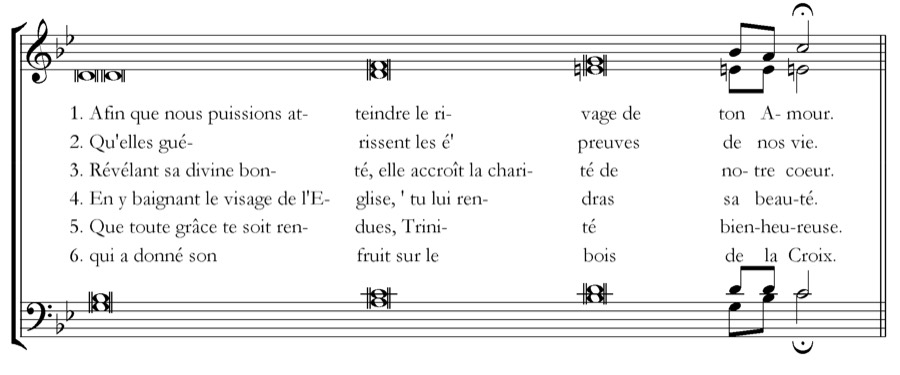 1. Afin que nous puissions at- teindre le ri- vage de ton A- mour.
2. Qu'elles gué- rissent les é' preuves de nos vie.
3. Révélant sa divine bon- té, elle accroît la chari- té de no- tre coeur.
4. En y baignant le visage de l'E- glise, ' tu lui ren- dras sa beau-té.
5. Que toute grâce te soit ren- dues, Trini- té bien-heu-reuse.
6. qui a donné son fruit sur le bois de la Croix.